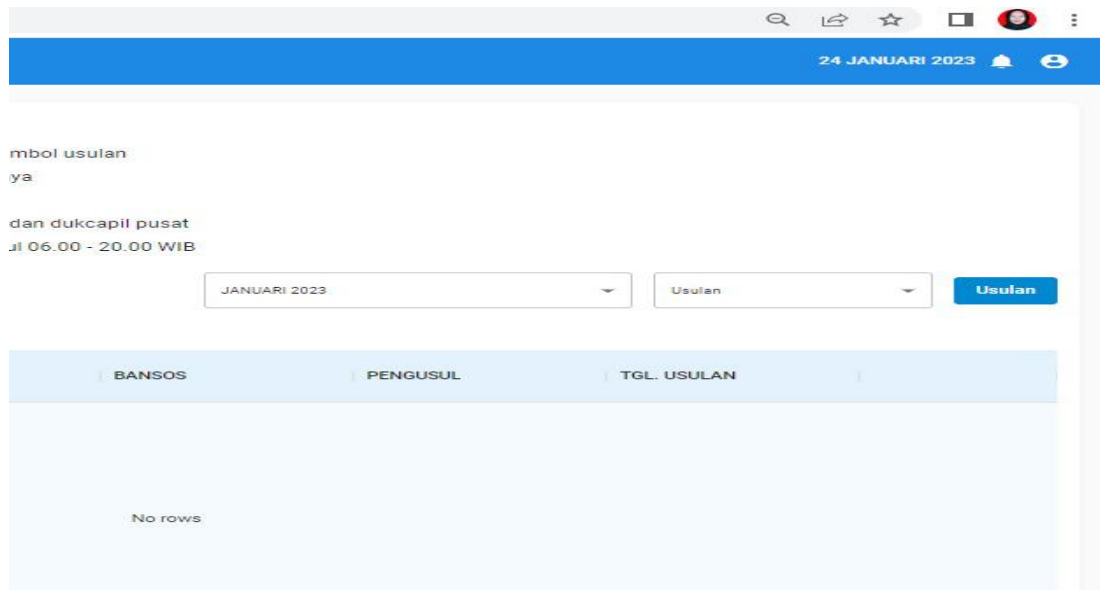 24 JANUARI 2023
mbol usulan
ya
dan dukcapil pusat
ul 06.00 - 20.00 WIB
JANUARI 2023 Usulan Usulan
BANSOS PENGUSUL TGL. USULAN
No rows